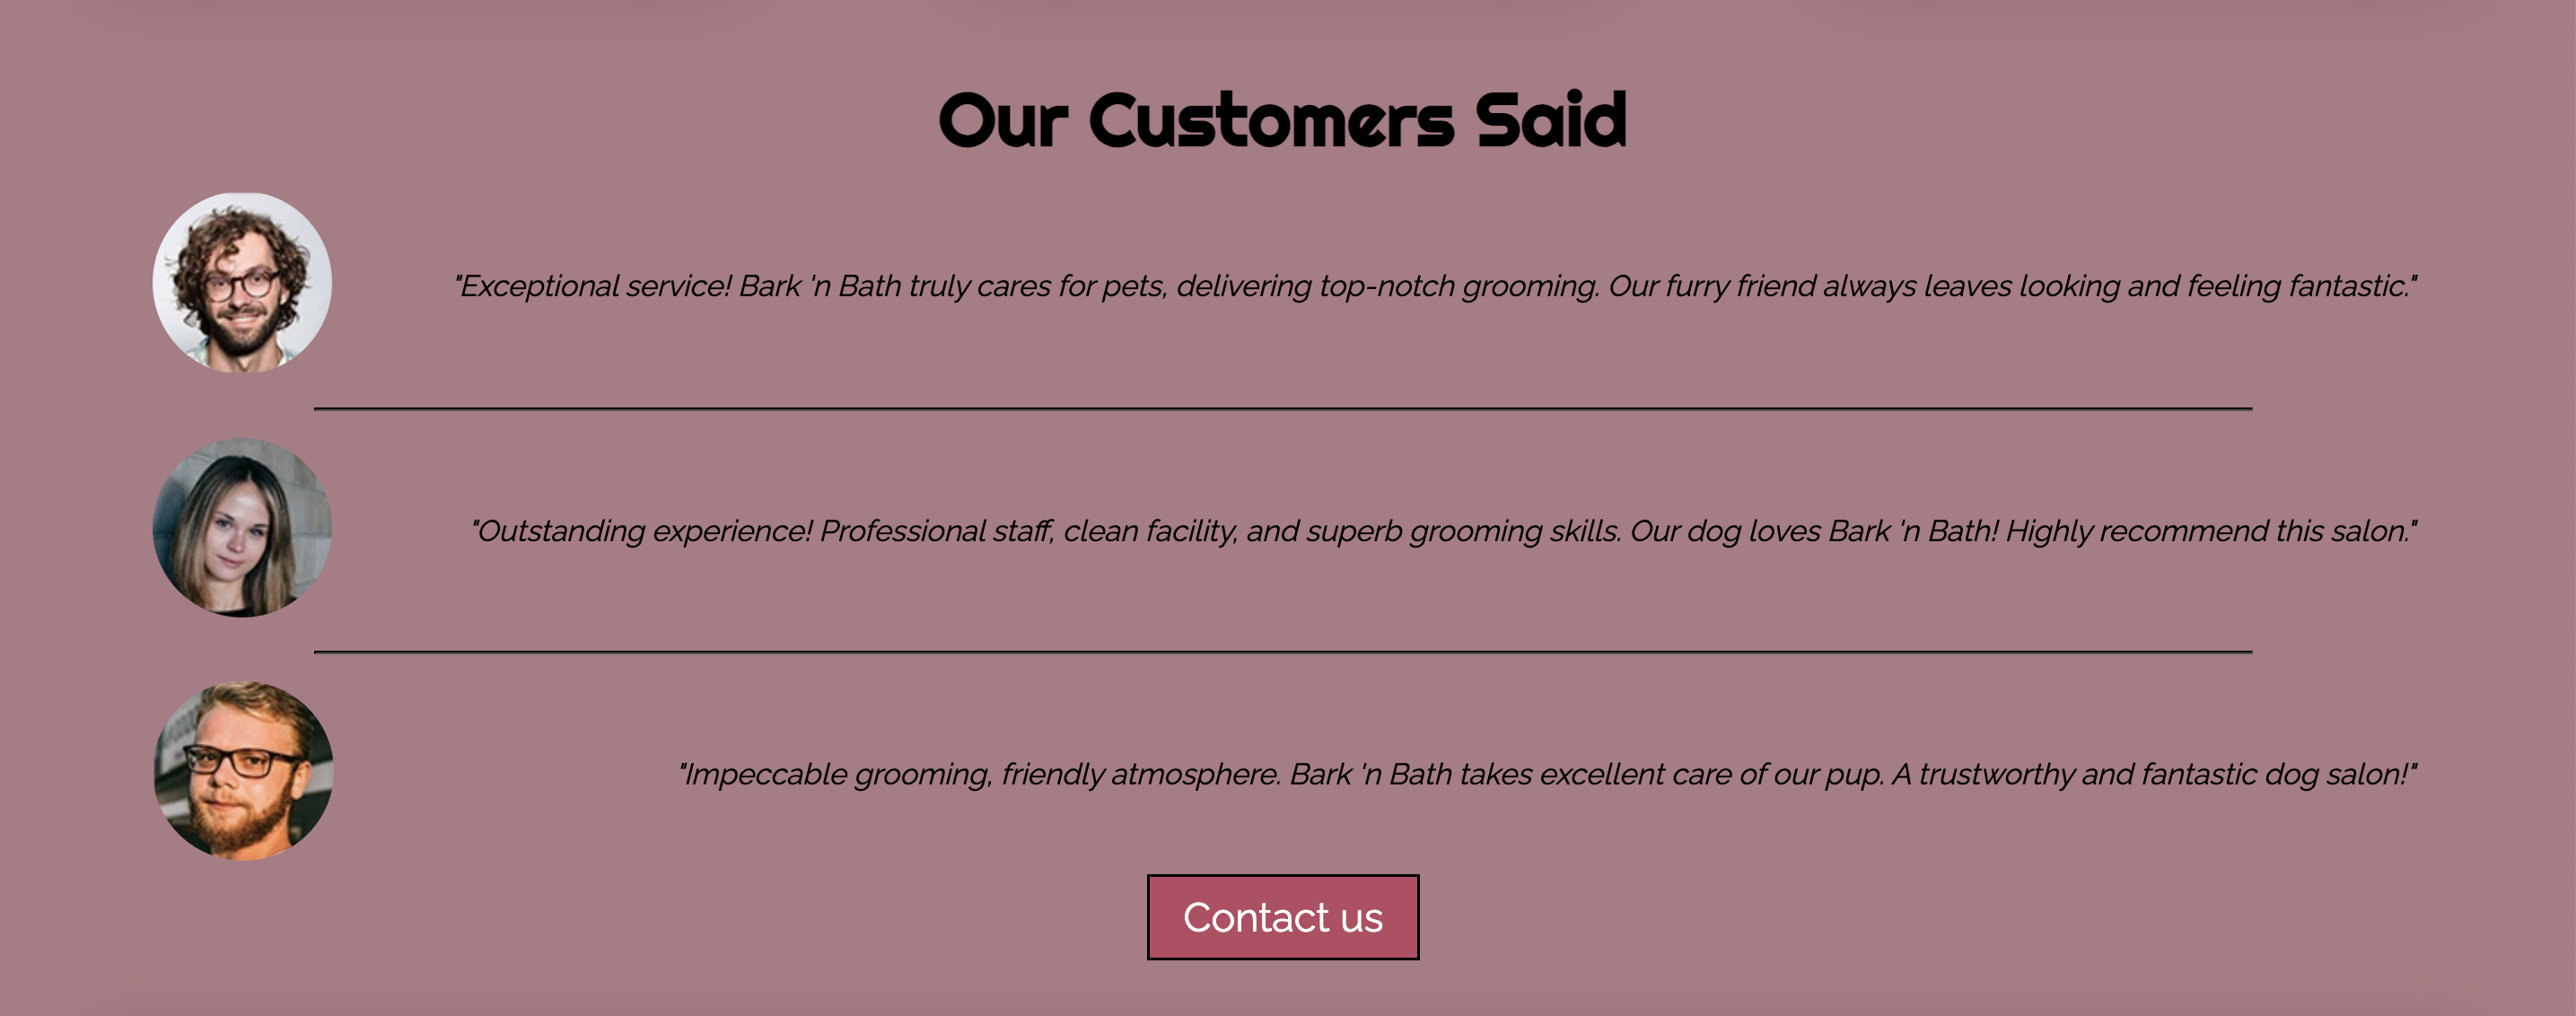 Our Customers Said
"Exceptional service! Bark 'n Bath truly cares for pets, delivering top-notch grooming. Our furry friend always leaves looking and feeling fantastic."
"Outstanding experience! Professional staff, clean facility, and superb grooming skills. Our dog loves Bark 'n Bath! Highly recommend this salon."
"Impeccable grooming, friendly atmosphere. Bark 'n Bath takes excellent care of our pup. A trustworthy and fantastic dog salon!"
Contact us